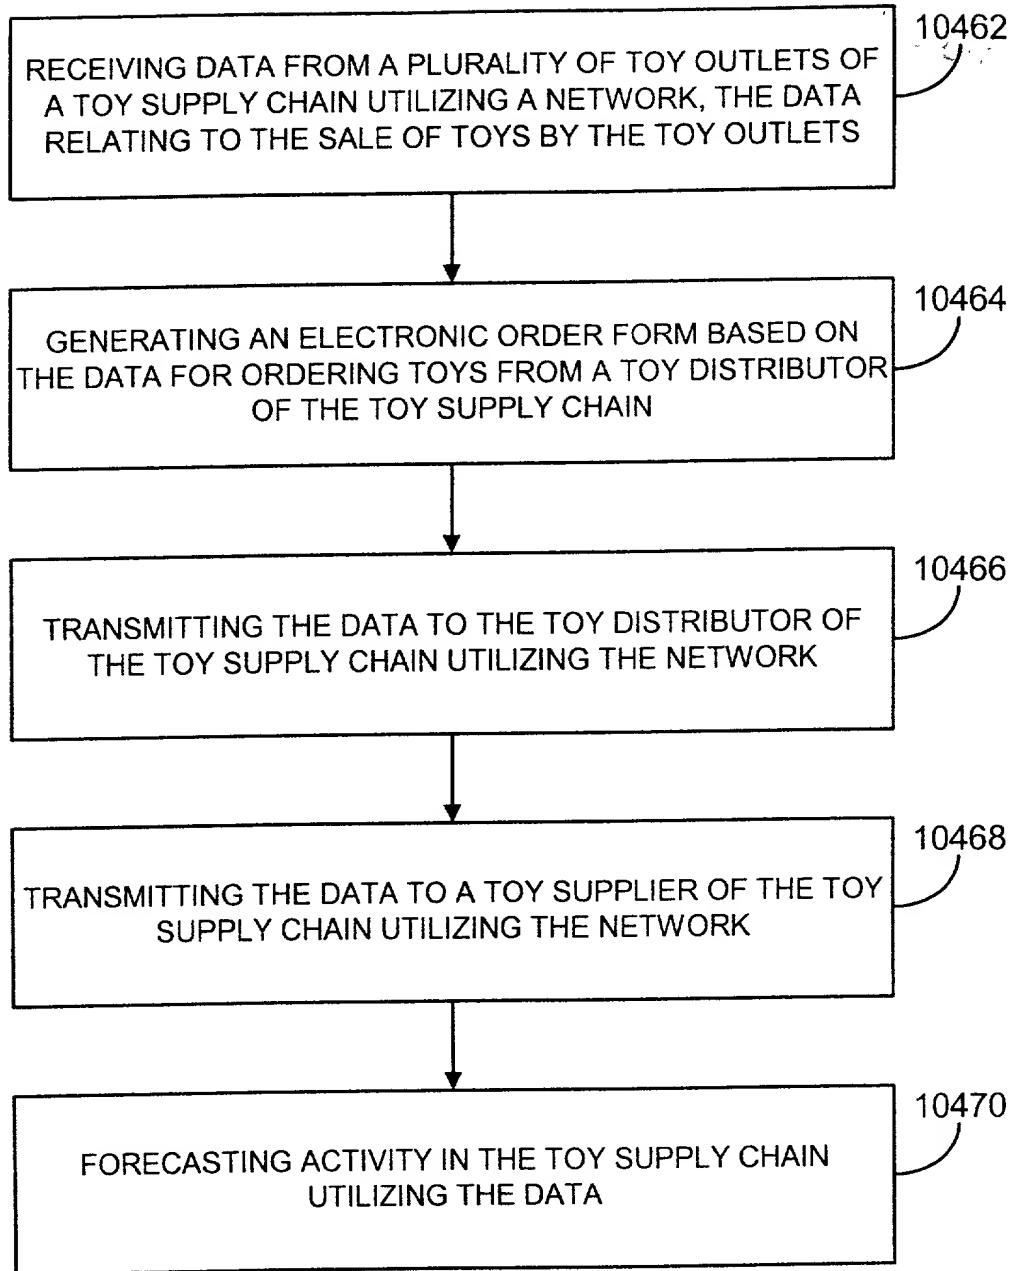 10462
RECEIVING DATA FROM A PLURALITY OF TOY OUTLETS OF
A TOY SUPPLY CHAIN UTILIZING A NETWORK, THE DATA
RELATING TO THE SALE OF TOYS BY THE TOY OUTLETS
10464
GENERATING AN ELECTRONIC ORDER FORM BASED ON
THE DATA FOR ORDERING TOYS FROM A TOY DISTRIBUTOR
OF THE TOY SUPPLY CHAIN
10466
TRANSMITTING THE DATA TO THE TOY DISTRIBUTOR OF
THE TOY SUPPLY CHAIN UTILIZING THE NETWORK
10468
TRANSMITTING THE DATA TO A TOY SUPPLIER OF THE TOY
SUPPLY CHAIN UTILIZING THE NETWORK
10470
FORECASTING ACTIVITY IN THE TOY SUPPLY CHAIN
UTILIZING THE DATA